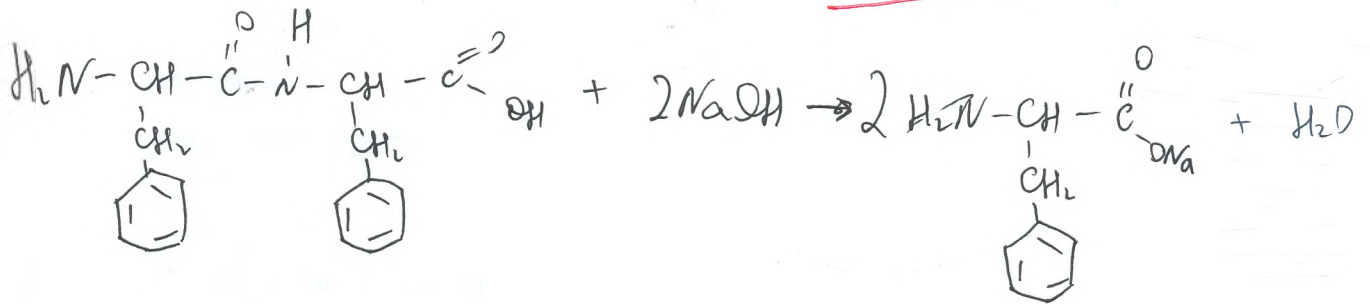 O H O O
H₂N-CH-C-N-CH-C OH + 2NaOH → 2 H₂N-CH-C ONa + H₂O
CH₂ CH₂ CH₂